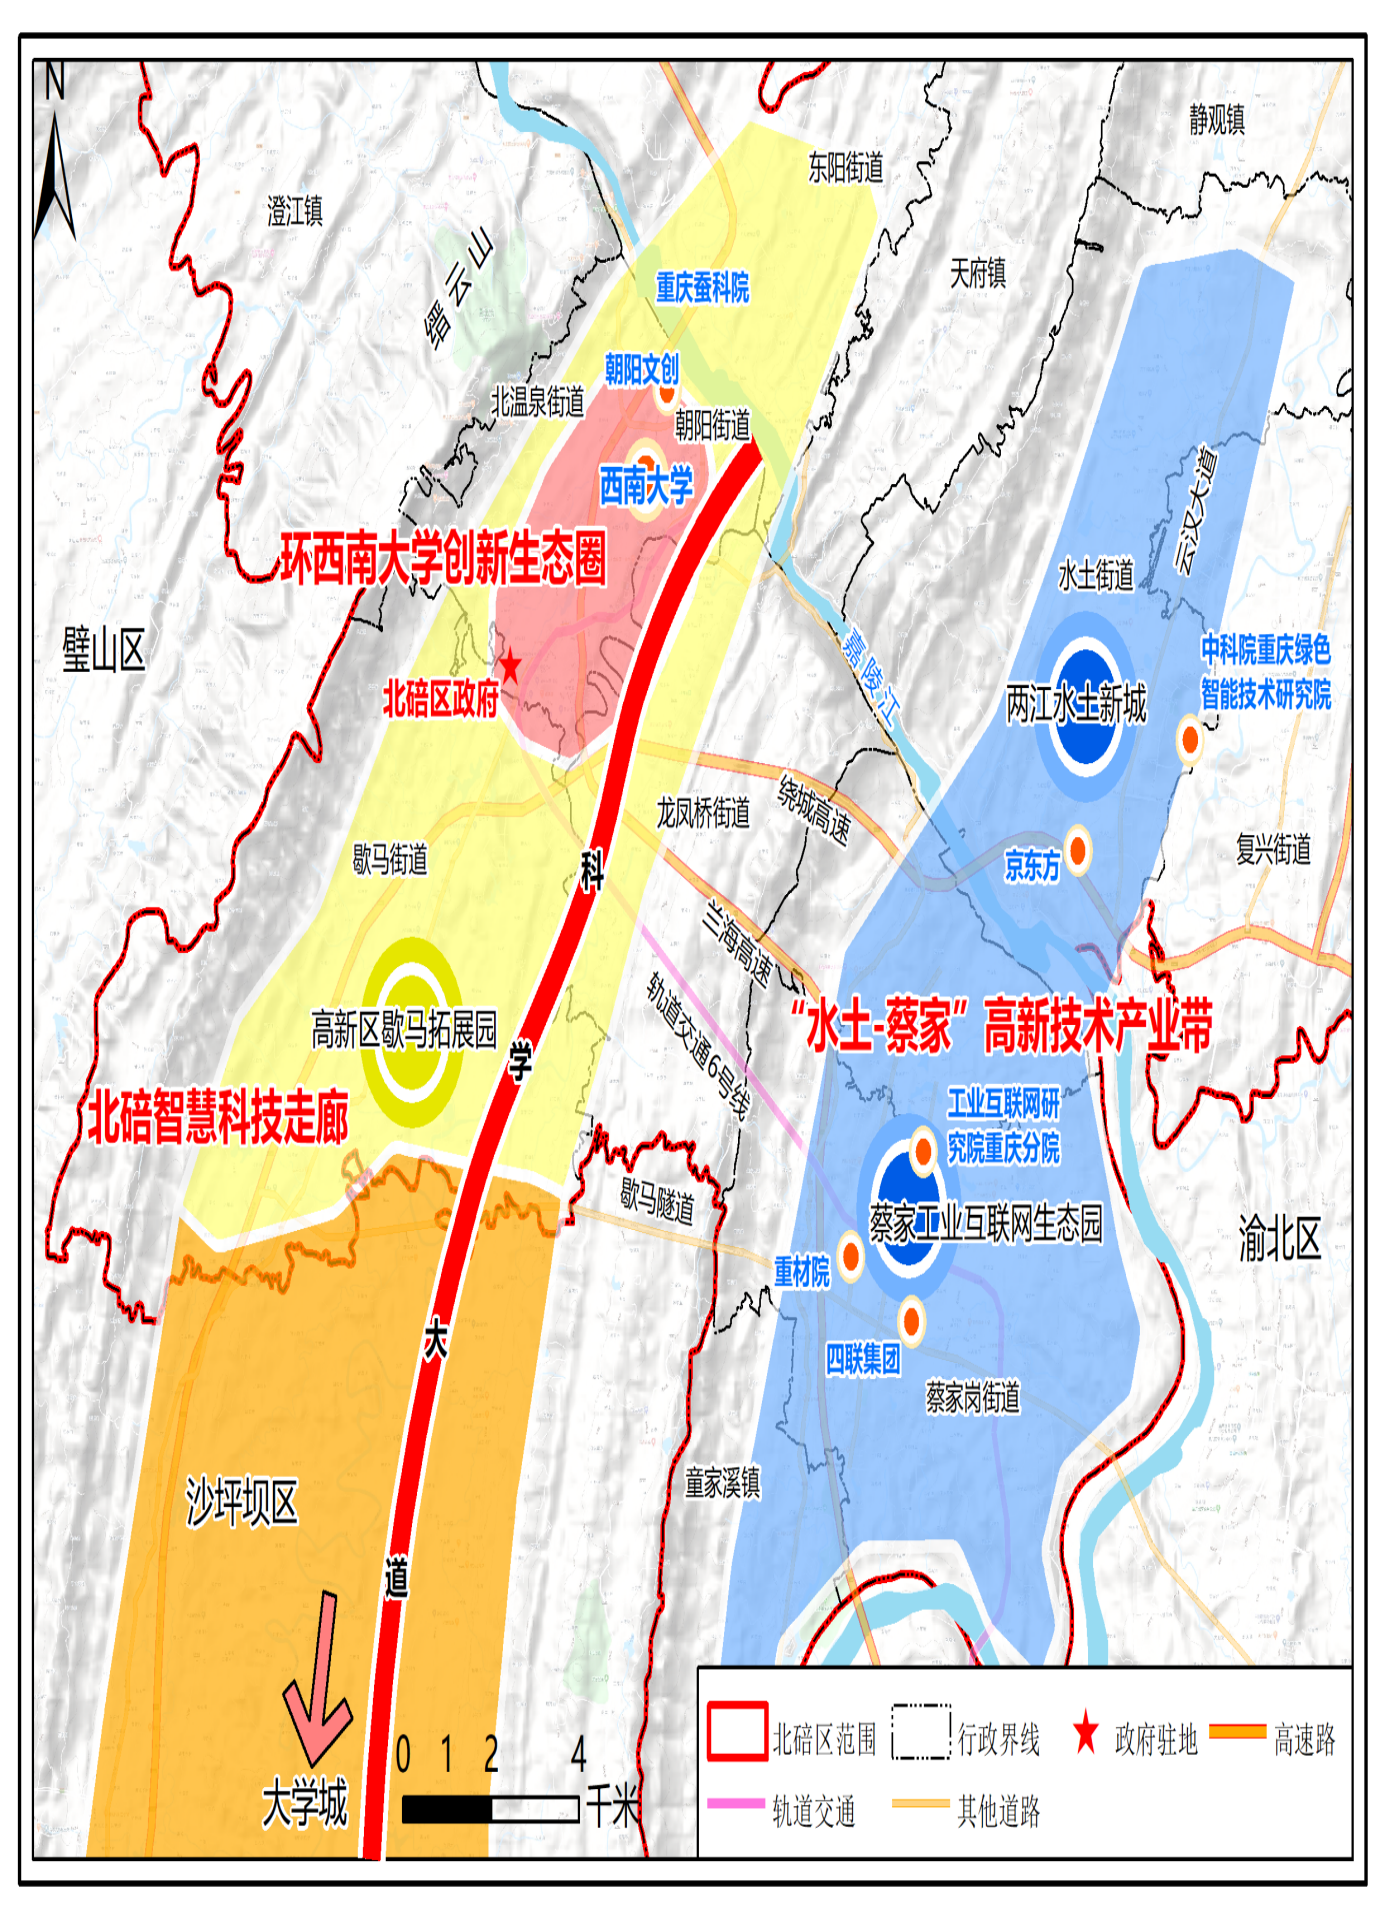 N
静观镇
东阳街道
澄江镇
缙云山
天府镇
重庆蚕科院
朝阳文创
北温泉街道
朝阳街道
西南大学
云汉大道
环西南大学创新生态圈
水土街道
璧山区
嘉陵江
中科院重庆绿色
智能技术研究院
北碚区政府
两江水土新城
绕城高速
龙凤桥街道
歇马街道
京东方
复兴街道
科
兰海高速
轨道交通6号线
高新区歇马拓展园
“水土-蔡家”高新技术产业带
学
北碚智慧科技走廊
工业互联网研
究院重庆分院
歇马隧道
蔡家工业互联网生态园
渝北区
重材院
大
四联集团
蔡家岗街道
沙坪坝区
童家溪镇
道
大学城
0 1 2 4
千米
北碚区范围
行政界线
政府驻地
高速路
轨道交通
其他道路